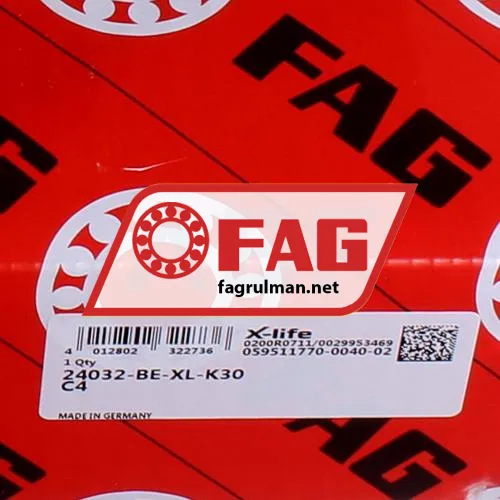 FAG
FAG
FAG
fagrulman.net
X-life
4 012802 322736
0200R0711/0029953469
1 Qty
059511770-0040-02
24032-BE-XL-K30
C4
MADE IN GERMANY